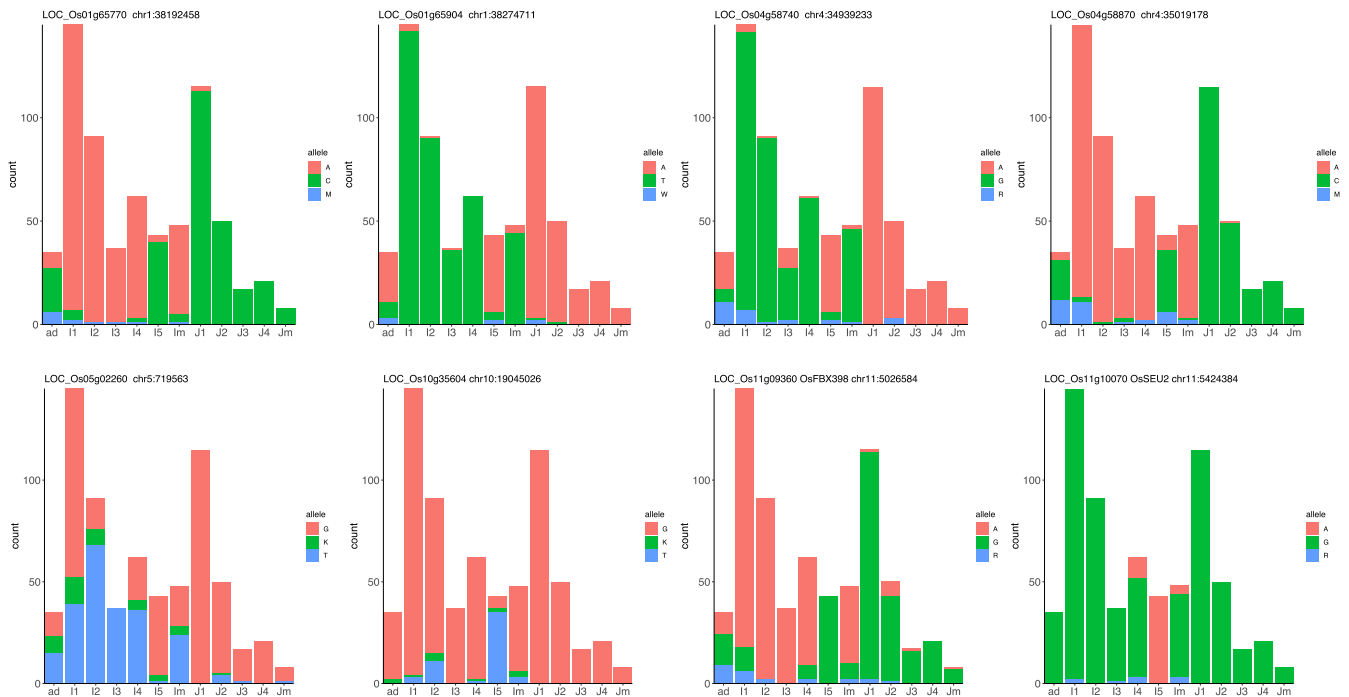 LOC_Os01g65770 chr1:38192458
count
100
50
0
ad I1 I2 I3 I4 I5 Im J1 J2 J3 J4 Jm
allele
A
C
M
LOC_Os01g65904 chr1:38274711
count
100
50
0
ad I1 I2 I3 I4 I5 Im J1 J2 J3 J4 Jm
allele
A
T
W
LOC_Os04g58740 chr4:34939233
count
100
50
0
ad I1 I2 I3 I4 I5 Im J1 J2 J3 J4 Jm
allele
A
G
R
LOC_Os04g58870 chr4:35019178
count
100
50
0
ad I1 I2 I3 I4 I5 Im J1 J2 J3 J4 Jm
allele
A
C
M
LOC_Os05g02260 chr5:719563
count
100
50
0
ad I1 I2 I3 I4 I5 Im J1 J2 J3 J4 Jm
allele
G
K
T
LOC_Os10g35604 chr10:19045026
count
100
50
0
ad I1 I2 I3 I4 I5 Im J1 J2 J3 J4 Jm
allele
G
K
T
LOC_Os11g09360 OsFBX398 chr11:5026584
count
100
50
0
ad I1 I2 I3 I4 I5 Im J1 J2 J3 J4 Jm
allele
A
G
R
LOC_Os11g10070 OsSEU2 chr11:5424384
count
100
50
0
ad I1 I2 I3 I4 I5 Im J1 J2 J3 J4 Jm
allele
A
G
R